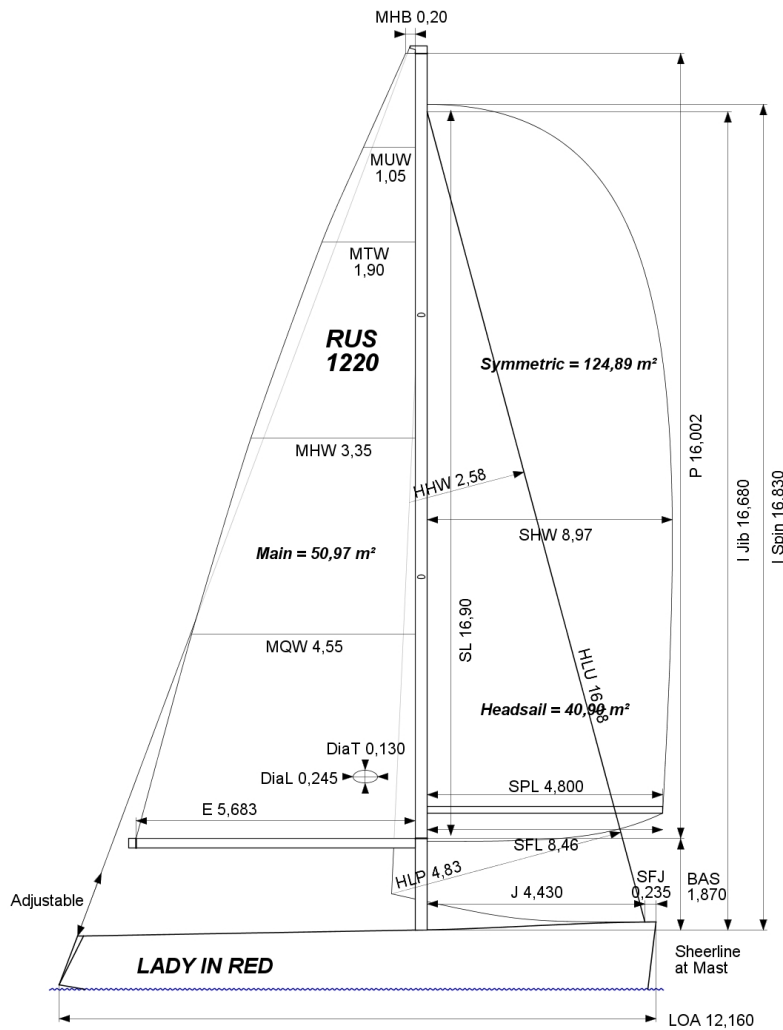 MHB 0,20
MUW
1,05
MTW
1,90
RUS
1220
Symmetric = 124,89 m²
P 16,002
I Jib 16,680
I Spin 16.830
MHW 3,35
HHW 2,58
SHW 8,97
Main = 50,97 m²
SL 16,90
MQW 4,55
Headsail = 40,90 m²
DiaT 0,130
DiaL 0,245
SPL 4,800
E 5,683
SFL 8,46
HLP 4,83
SFJ
0,235
BAS
1,870
J 4,430
Adjustable
LADY IN RED
Sheerline
at Mast
LOA 12,160
HLU